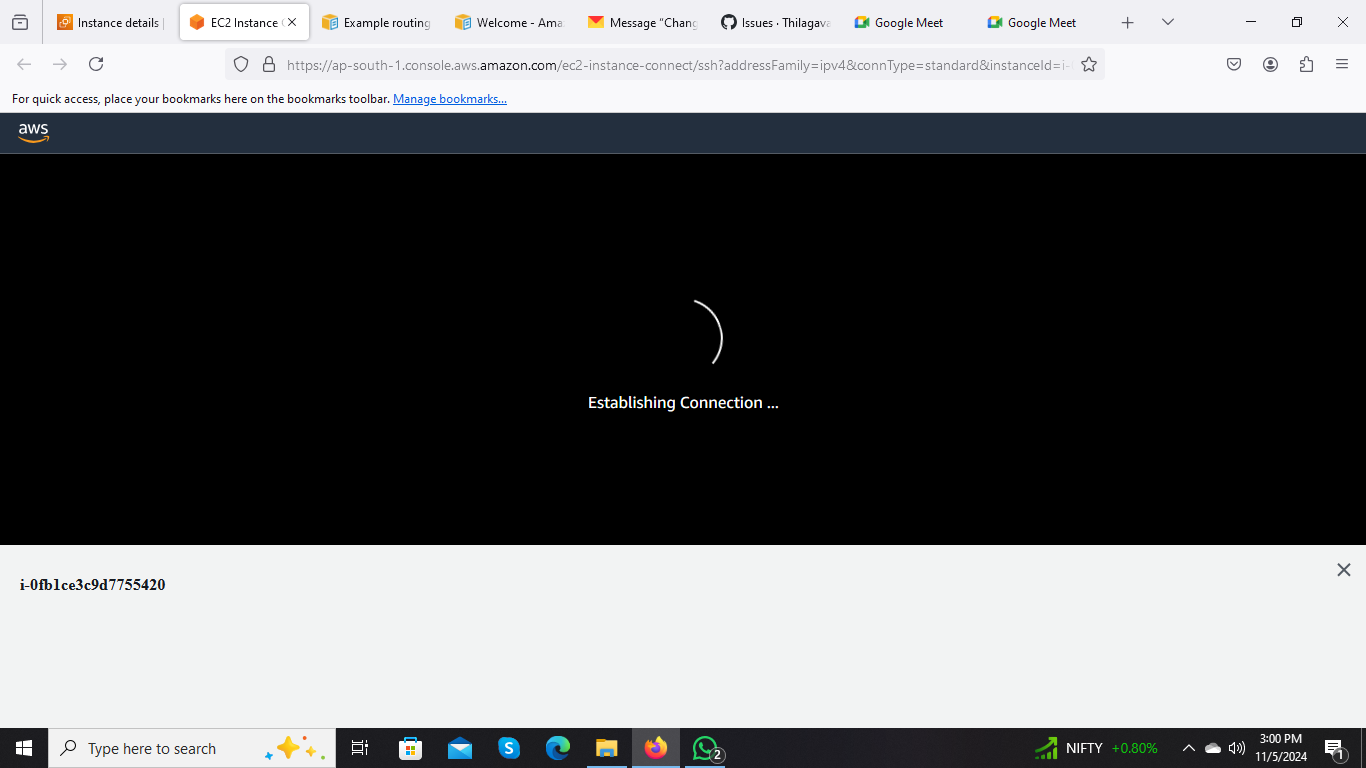 Instance details |
EC2 Instance C
Example routing
Welcome - Ama
Message "Chang
Issues · Thilagava
Google Meet
Google Meet
https://ap-south-1.console.aws.amazon.com/ec2-instance-connect/ssh?addressFamily=ipv4&connType=standard&instanceId=i-
For quick access, place your bookmarks here on the bookmarks toolbar. Manage bookmarks...
aws
Establishing Connection ...
i-0fb1ce3c9d7755420
Type here to search
2
NIFTY +0.80%
3:00 PM
11/5/2024
1